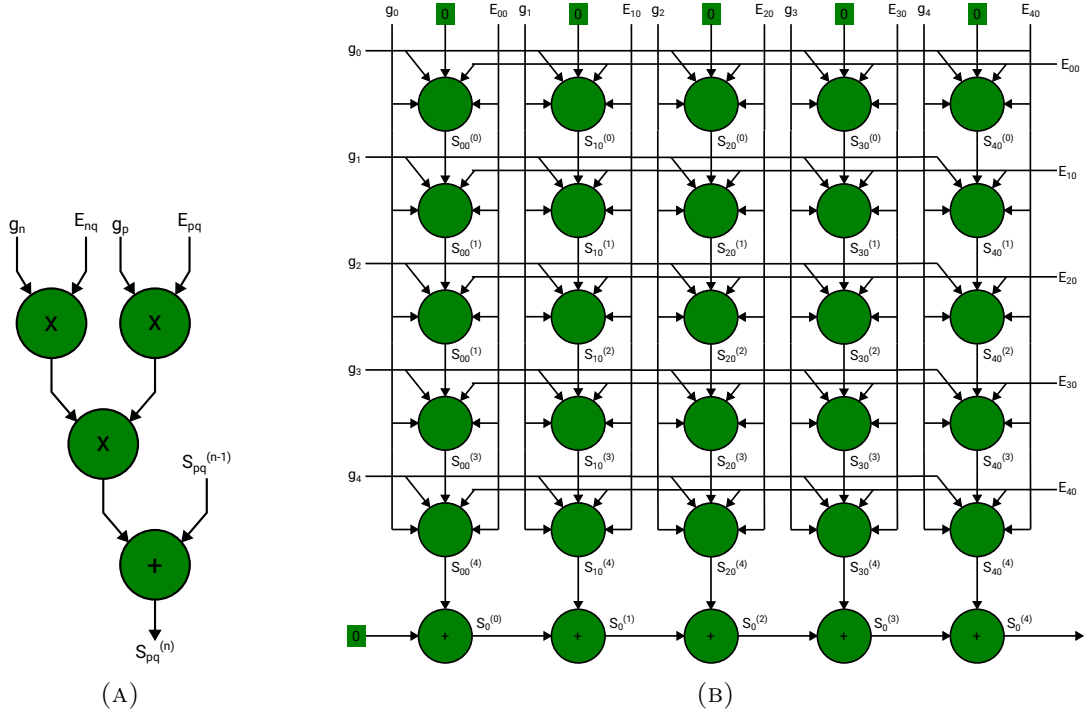 g0 0 E00 g1 0 E10 g2 0 E20 g3 0 E30 g4 0 E40
g0
E00
S00(0) S10(0) S20(0) S30(0) S40(0)
g1
E10
gn Enq gp Epq
S00(1) S10(1) S20(1) S30(1) S40(1)
g2
E20
X X
S00(1) S10(2) S20(2) S30(2) S40(2)
g3
E30
X
S00(3) S10(3) S20(3) S30(3) S40(3)
Spq(n-1)
g4
E40
+
S00(4) S10(4) S20(4) S30(4) S40(4)
0 + S0(0) + S0(1) + S0(2) + S0(3) + S0(4)
Spq(n)
(A) (B)